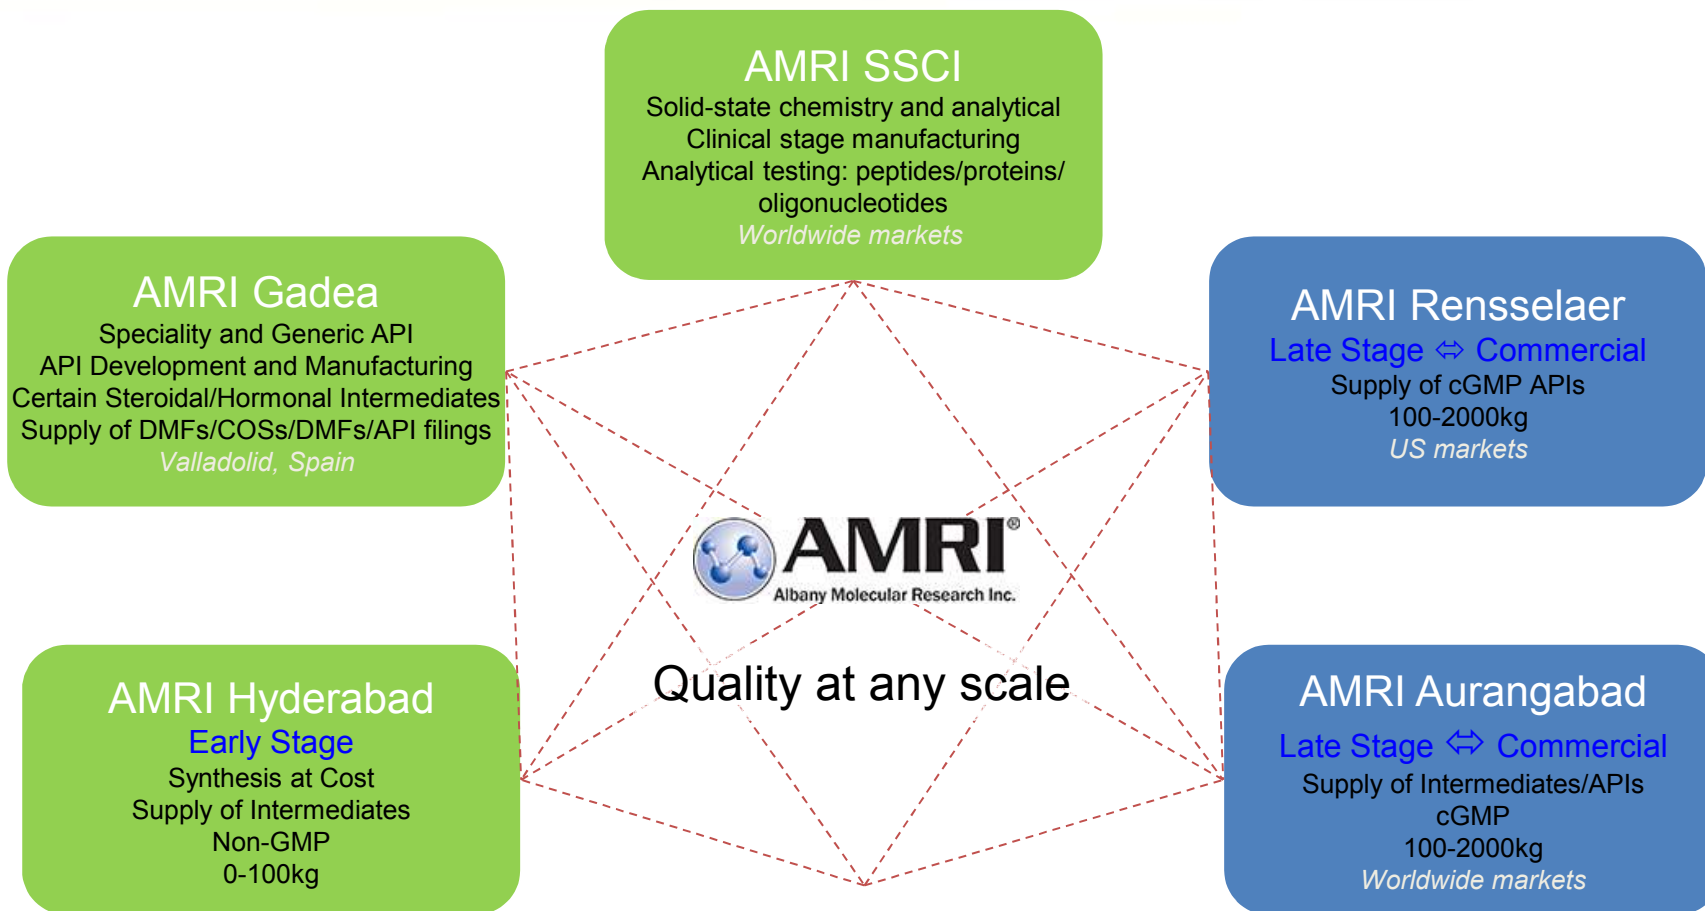 AMRI SSCI
Solid-state chemistry and analytical
Clinical stage manufacturing
Analytical testing: peptides/proteins/
oligonucleotides
Worldwide markets
AMRI Gadea
Speciality and Generic API
API Development and Manufacturing
Certain Steroidal/Hormonal Intermediates
Supply of DMFs/COSs/DMFs/API filings
Valladolid, Spain
AMRI Rensselaer
Late Stage ⇔ Commercial
Supply of cGMP APIs
100-2000kg
US markets
AMRI®
Albany Molecular Research Inc.
Quality at any scale
AMRI Hyderabad
Early Stage
Synthesis at Cost
Supply of Intermediates
Non-GMP
0-100kg
AMRI Aurangabad
Late Stage ⇔ Commercial
Supply of Intermediates/APIs
cGMP
100-2000kg
Worldwide markets